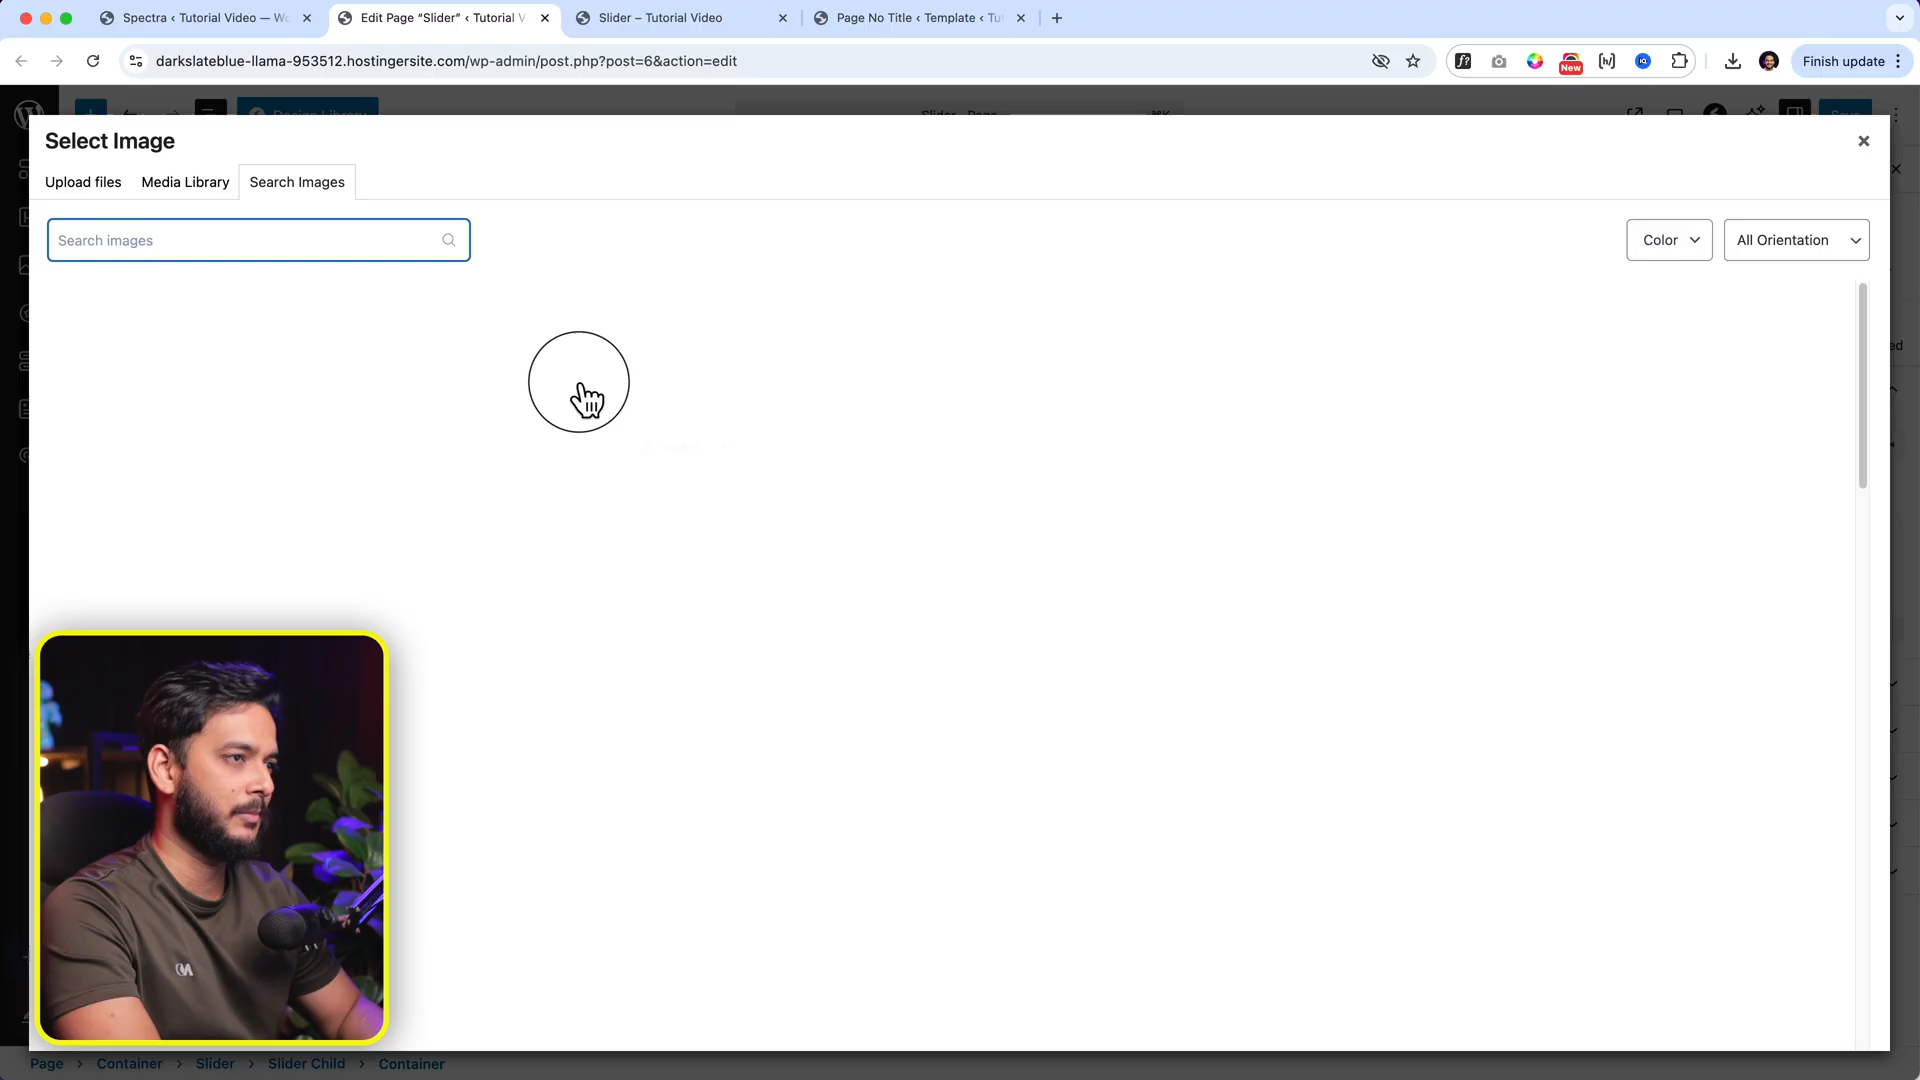 Spectra ‹ Tutorial Video — Wo
Edit Page “Slider” ‹ Tutorial V
Slider – Tutorial Video
Page No Title ‹ Template ‹ Tu
darkslateblue-llama-953512.hostingersite.com/wp-admin/post.php?post=6&action=edit
New
Finish update
Design Library
Slider · Page
⌘K
Save
Select Image
Upload files
Media Library
Search Images
Search images
Color
All Orientation
ed
Page
Container
Slider
Slider Child
Container